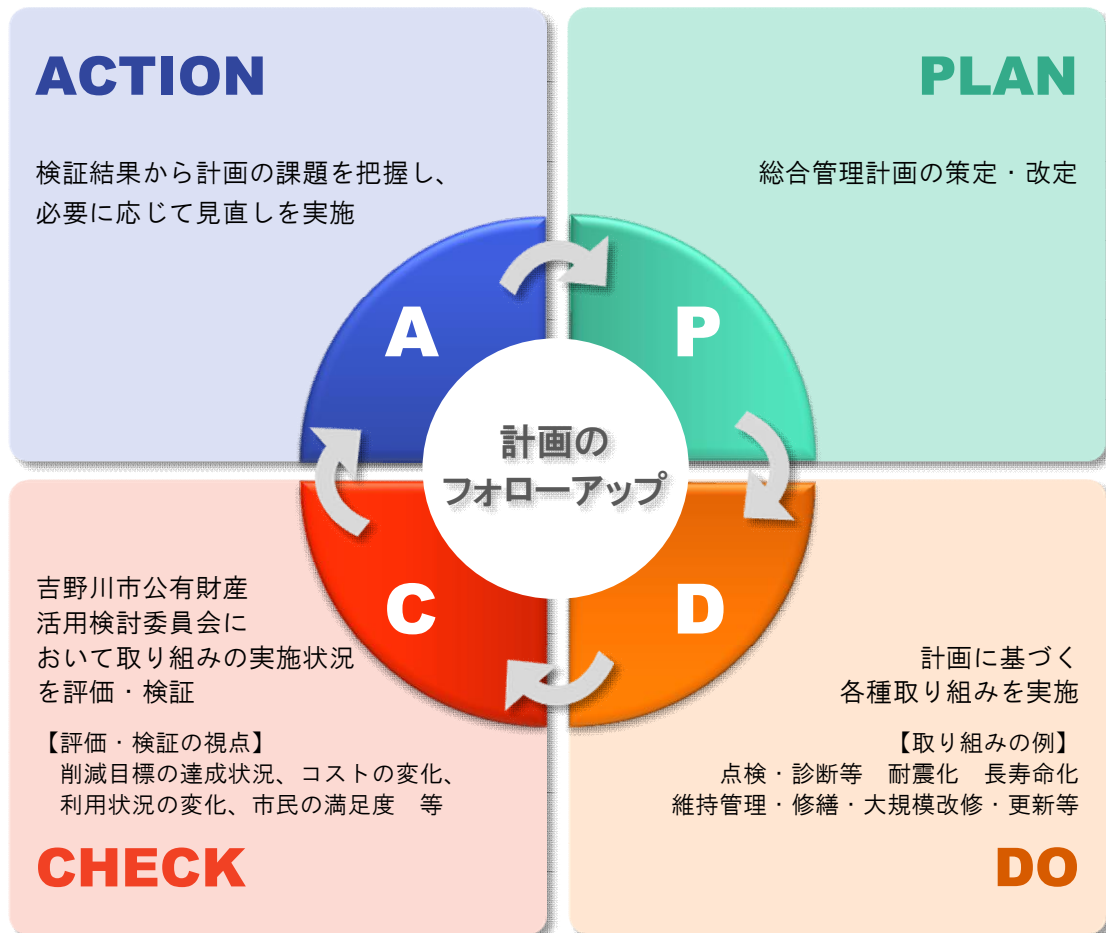 ACTION
検証結果から計画の課題を把握し、
必要に応じて見直しを実施
PLAN
総合管理計画の策定・改定
A
P
計画の
フォローアップ
C
D
吉野川市公有財産
活用検討委員会に
おいて取り組みの実施状況
を評価・検証
【評価・検証の視点】
削減目標の達成状況、コストの変化、
利用状況の変化、市民の満足度　等
CHECK
計画に基づく
各種取り組みを実施
【取り組みの例】
点検・診断等　耐震化　長寿命化
維持管理・修繕・大規模改修・更新等
DO